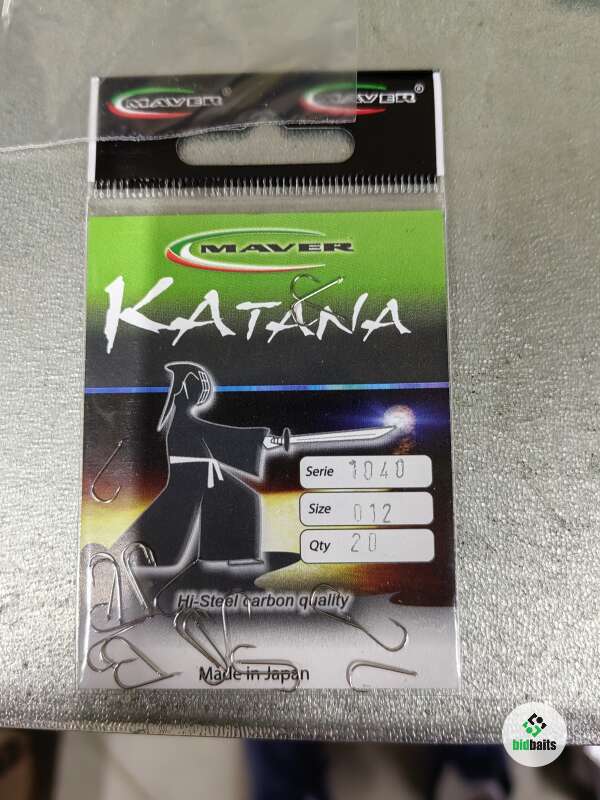 MAVER MAVER®
MAVER
KATANA
Serie 1040
Size 012
Qty 20
Hi-Steel carbon quality
Made in Japan
bidbaits